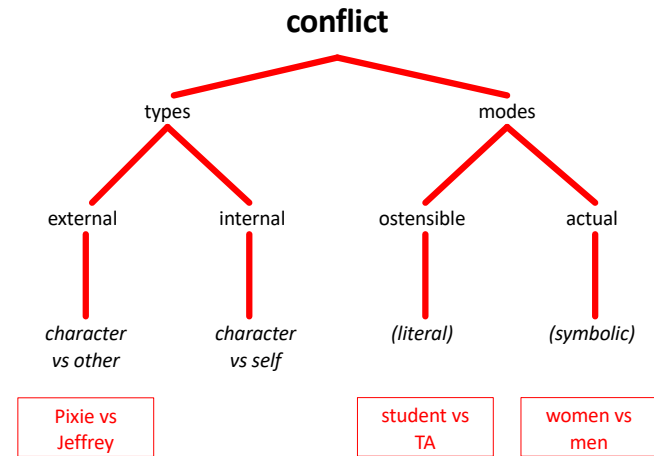 conflict
types
modes
external
internal
ostensible
actual
character
vs other
character
vs self
(literal)
(symbolic)
Pixie vs
Jeffrey
student vs
TA
women vs
men